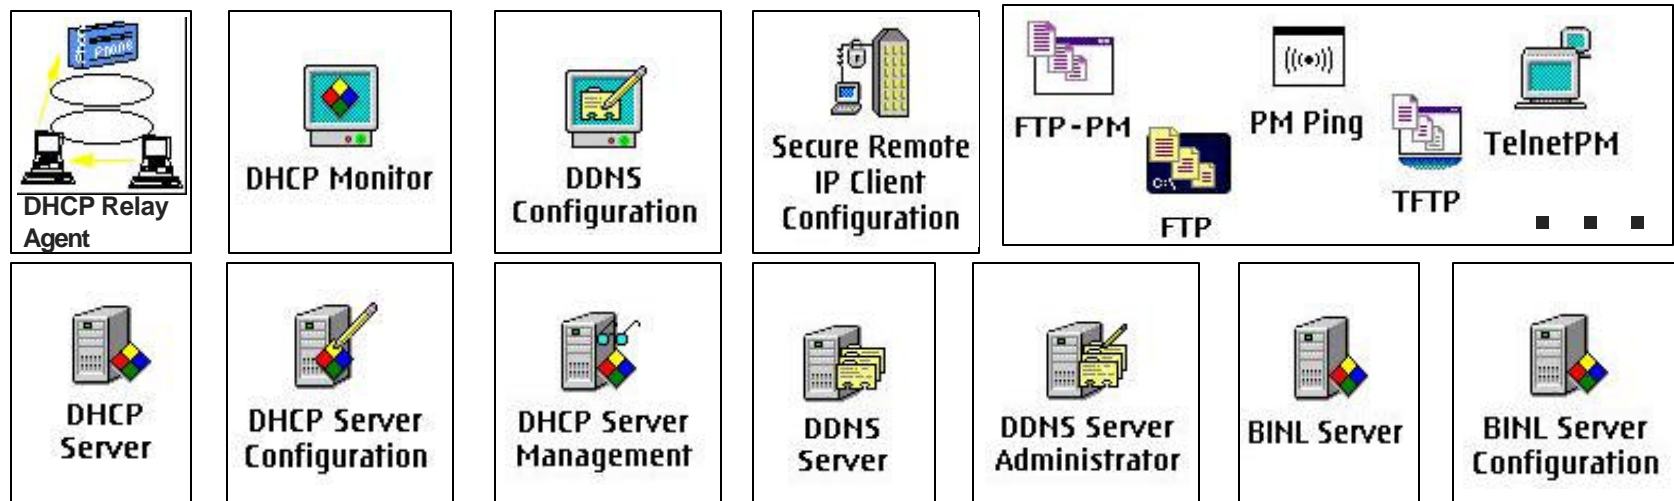 Phone
DHCP Relay
Agent
DHCP Monitor
DDNS
Configuration
Secure Remote
IP Client
Configuration
FTP-PM
C:\
FTP
PM Ping
TFTP
TelnetPM
DHCP
Server
DHCP Server
Configuration
DHCP Server
Management
DDNS
Server
DDNS Server
Administrator
BINL Server
BINL Server
Configuration